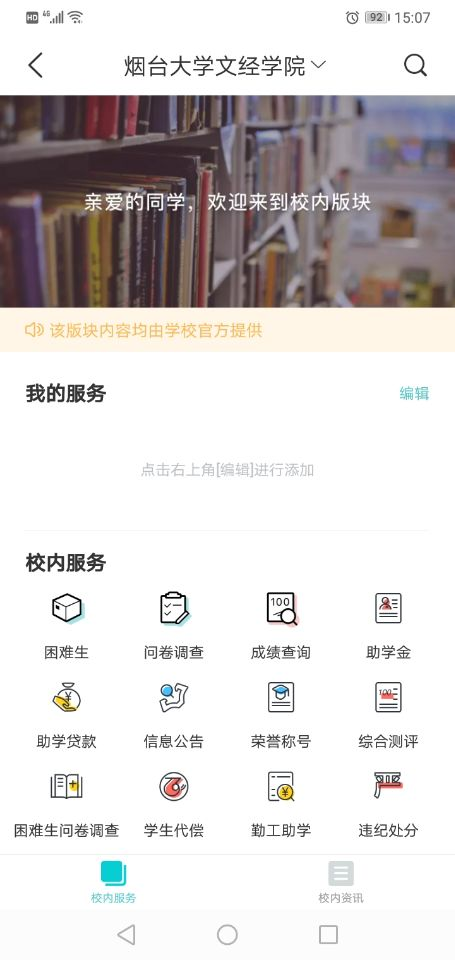 HD 4G 92 15:07
烟台大学文经学院
亲爱的同学，欢迎来到校内版块
该版块内容均由学校官方提供
我的服务 编辑
点击右上角[编辑]进行添加
校内服务
100
困难生 问卷调查 成绩查询 助学金
100
助学贷款 信息公告 荣誉称号 综合测评
困难生问卷调查 学生代偿 勤工助学 违纪处分
校内服务 校内资讯